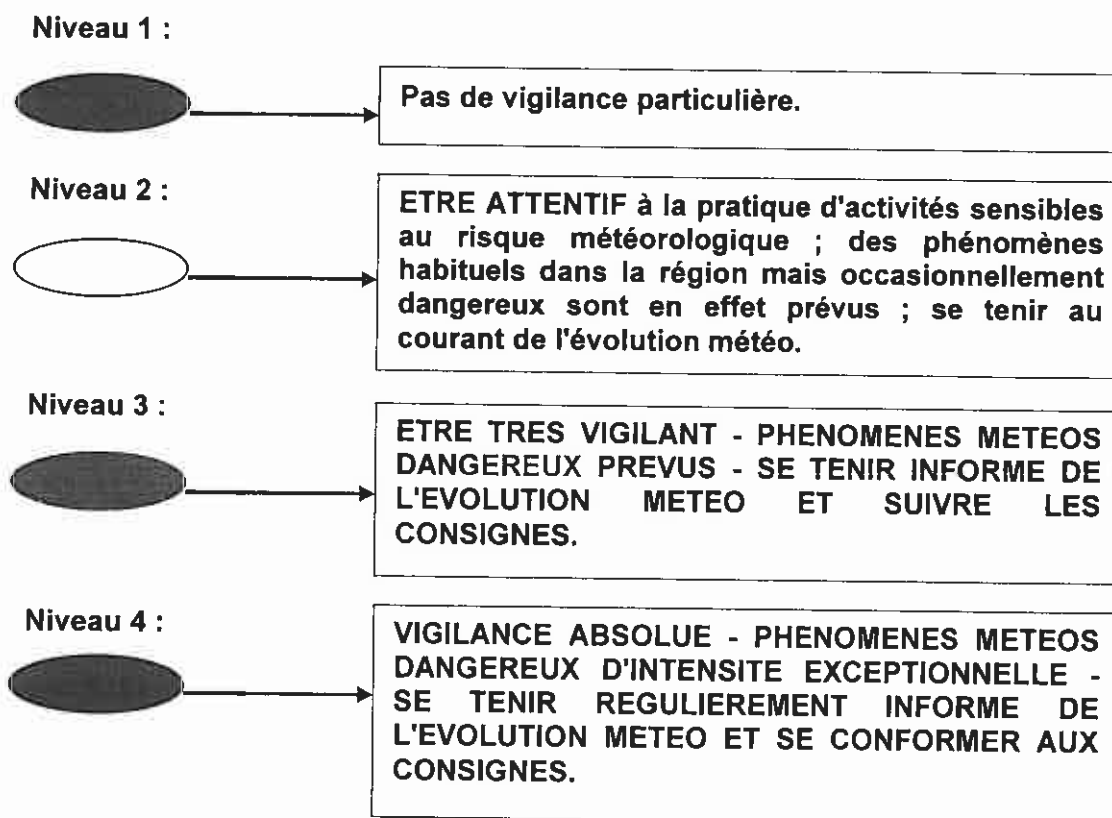 Niveau 1 :
Pas de vigilance particulière.
Niveau 2 :
ETRE ATTENTIF à la pratique d'activités sensibles
au risque météorologique ; des phénomènes
habituels dans la région mais occasionnellement
dangereux sont en effet prévus ; se tenir au
courant de l'évolution météo.
Niveau 3 :
ETRE TRES VIGILANT - PHENOMENES METEOS
DANGEREUX PREVUS - SE TENIR INFORME DE
L'EVOLUTION METEO ET SUIVRE LES
CONSIGNES.
Niveau 4 :
VIGILANCE ABSOLUE - PHENOMENES METEOS
DANGEREUX D'INTENSITE EXCEPTIONNELLE -
SE TENIR REGULIEREMENT INFORME DE
L'EVOLUTION METEO ET SE CONFORMER AUX
CONSIGNES.